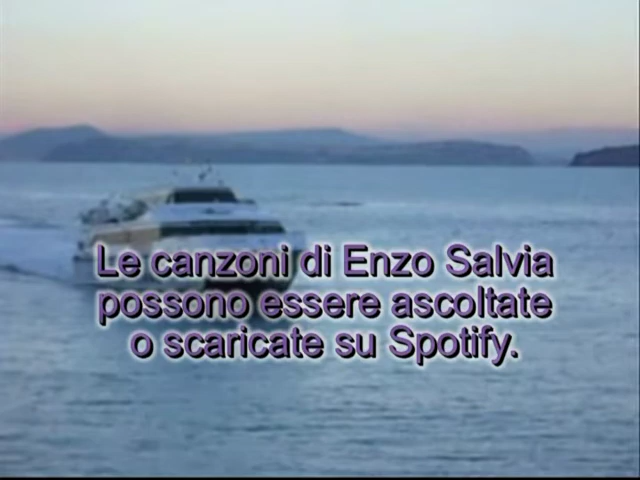 Le canzoni di Enzo Salvia
possono essere ascoltate
o scaricate su Spotify.